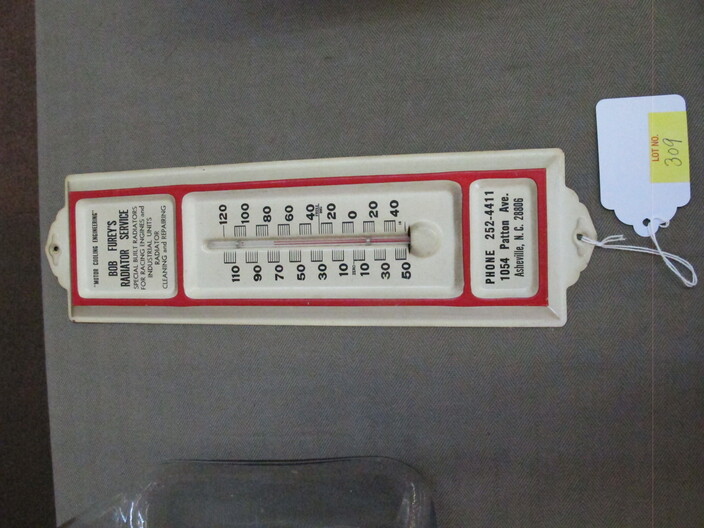 "MOTOR COOLING ENGINEERING"
BOB FUREY'S
RADIATOR SERVICE
SPECIAL BUILT RADIATORS
FOR RACING ENGINES and
INDUSTRIAL UNITS
RADIATOR
CLEANING and REPAIRING
120
110
100
90
80
70
60
50
40
30
20
10
0
10
20
30
40
50
PHONE 252-4411
1054 Patton Ave.
Asheville, N. C. 28806
LOT NO.
309